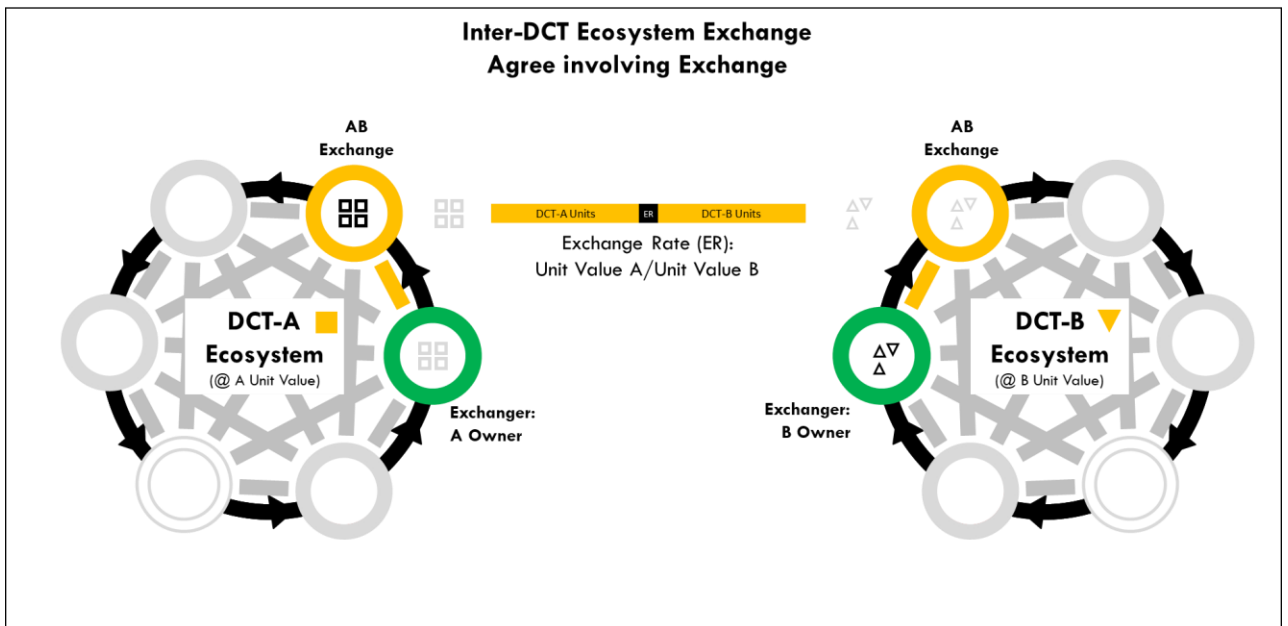 Inter-DCT Ecosystem Exchange
Agree involving Exchange
AB
Exchange
AB
Exchange
DCT-A Units
ER
DCT-B Units
Exchange Rate (ER):
Unit Value A/Unit Value B
DCT-A
Ecosystem
(@ A Unit Value)
DCT-B
Ecosystem
(@ B Unit Value)
Exchanger:
A Owner
Exchanger:
B Owner